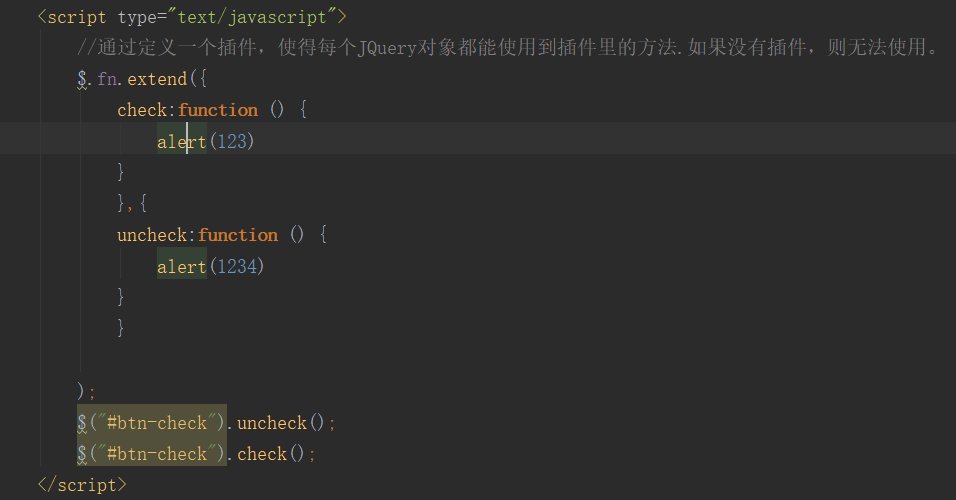 <script type="text/javascript">
//通过定义一个插件，使得每个JQuery对象都能使用到插件里的方法.如果没有插件，则无法使用。
$.fn.extend({
check:function () {
alert(123)
}
},{
uncheck:function () {
alert(1234)
}
}
);
$("#btn-check").uncheck();
$("#btn-check").check();
</script>